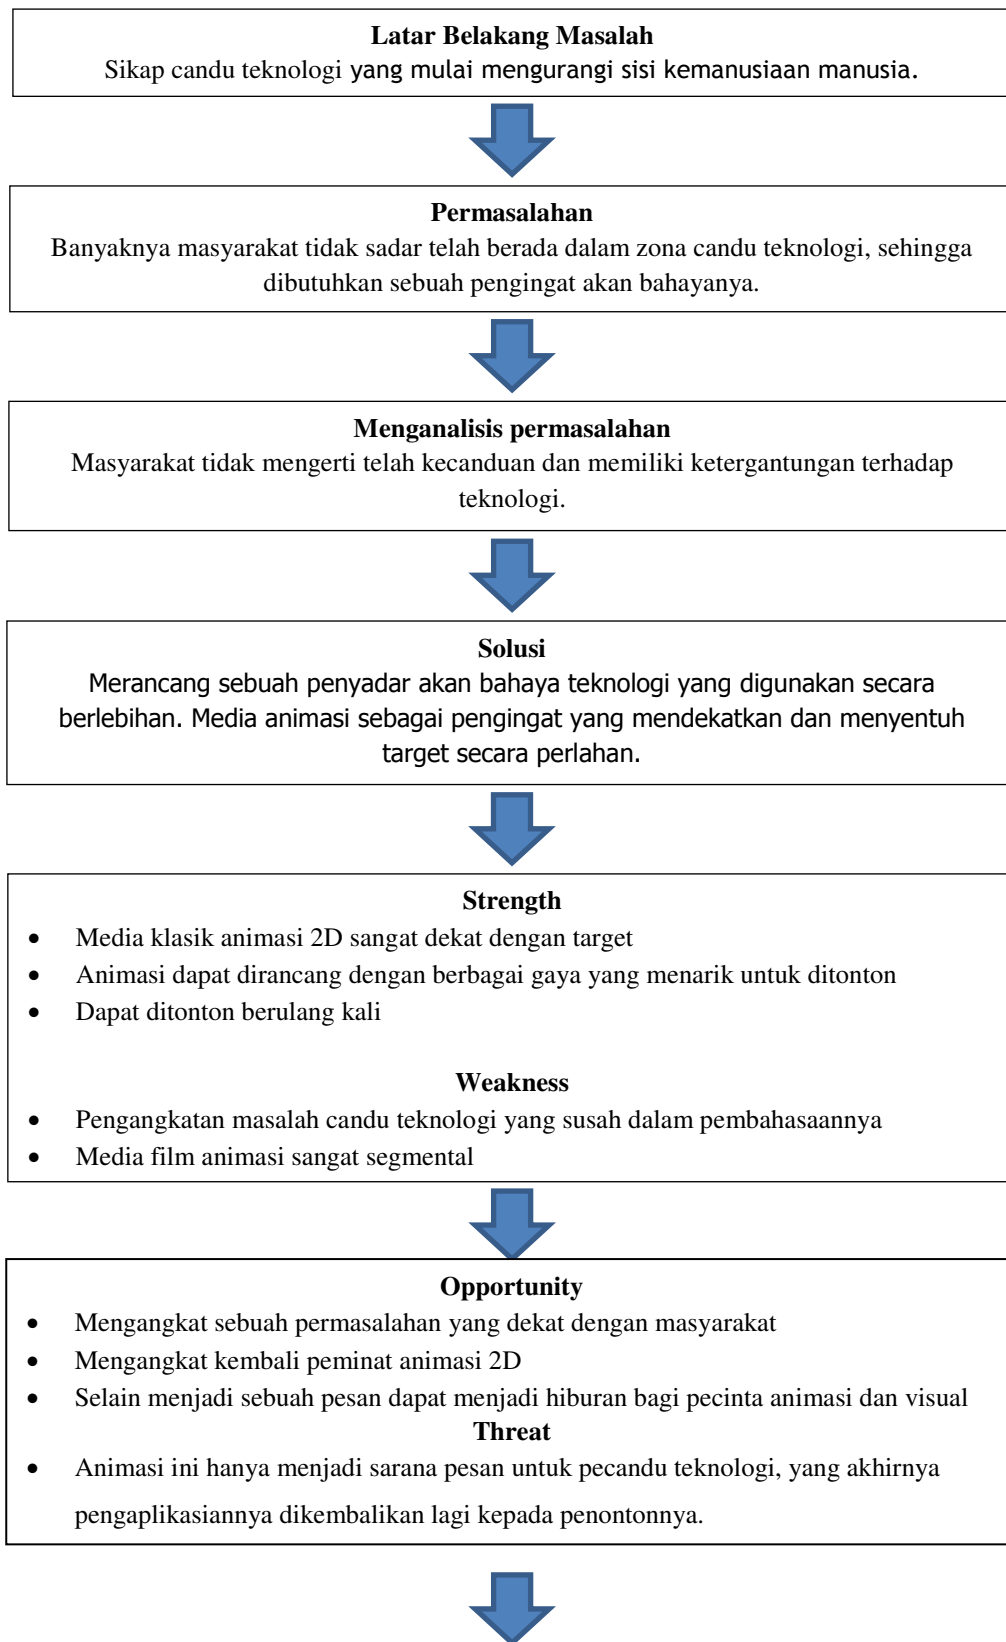 Latar Belakang Masalah
Sikap candu teknologi yang mulai mengurangi sisi kemanusiaan manusia.
Permasalahan
Banyaknya masyarakat tidak sadar telah berada dalam zona candu teknologi, sehingga
dibutuhkan sebuah pengingat akan bahayanya.
Menganalisis permasalahan
Masyarakat tidak mengerti telah kecanduan dan memiliki ketergantungan terhadap
teknologi.
Solusi
Merancang sebuah penyadar akan bahaya teknologi yang digunakan secara
berlebihan. Media animasi sebagai pengingat yang mendekatkan dan menyentuh
target secara perlahan.
Strength
• Media klasik animasi 2D sangat dekat dengan target
• Animasi dapat dirancang dengan berbagai gaya yang menarik untuk ditonton
• Dapat ditonton berulang kali
Weakness
• Pengangkatan masalah candu teknologi yang susah dalam pembahasaannya
• Media film animasi sangat segmental
Opportunity
• Mengangkat sebuah permasalahan yang dekat dengan masyarakat
• Mengangkat kembali peminat animasi 2D
• Selain menjadi sebuah pesan dapat menjadi hiburan bagi pecinta animasi dan visual
Threat
• Animasi ini hanya menjadi sarana pesan untuk pecandu teknologi, yang akhirnya
pengaplikasiannya dikembalikan lagi kepada penontonnya.